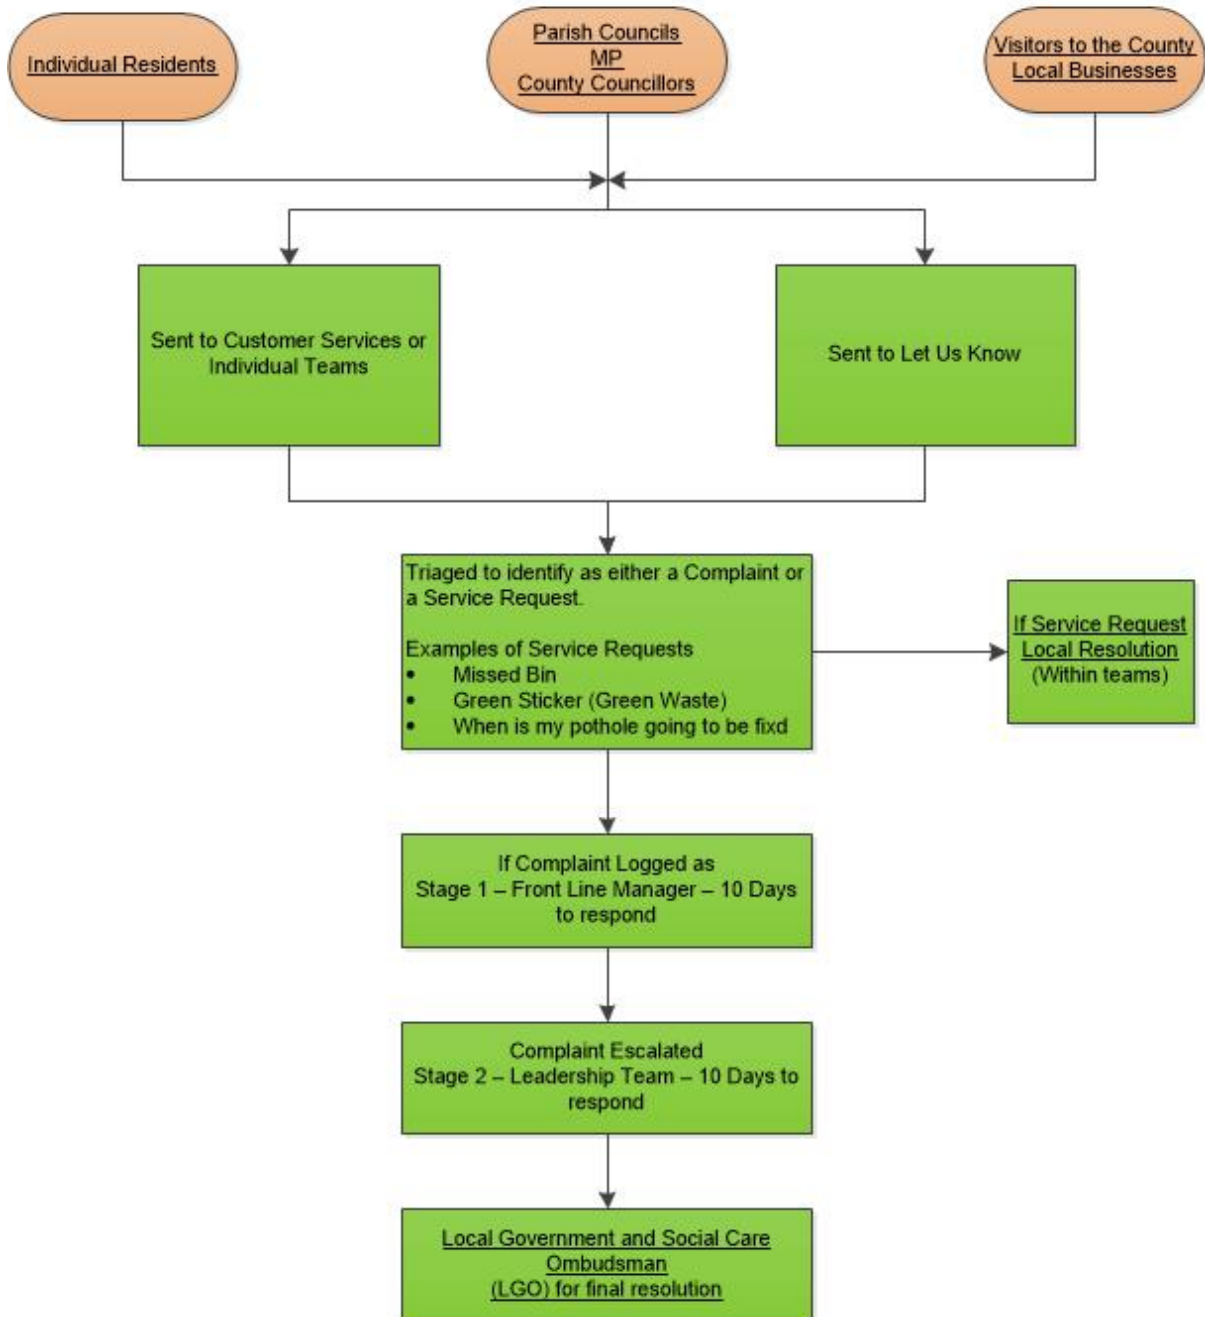 Individual Residents
Parish Councils
MP
County Councillors
Visitors to the County
Local Businesses
Sent to Customer Services or
Individual Teams
Sent to Let Us Know
Triaged to identify as either a Complaint or
a Service Request.
Examples of Service Requests
• Missed Bin
• Green Sticker (Green Waste)
• When is my pothole going to be fixd
If Service Request
Local Resolution
(Within teams)
If Complaint Logged as
Stage 1 – Front Line Manager – 10 Days
to respond
Complaint Escalated
Stage 2 – Leadership Team – 10 Days to
respond
Local Government and Social Care
Ombudsman
(LGO) for final resolution